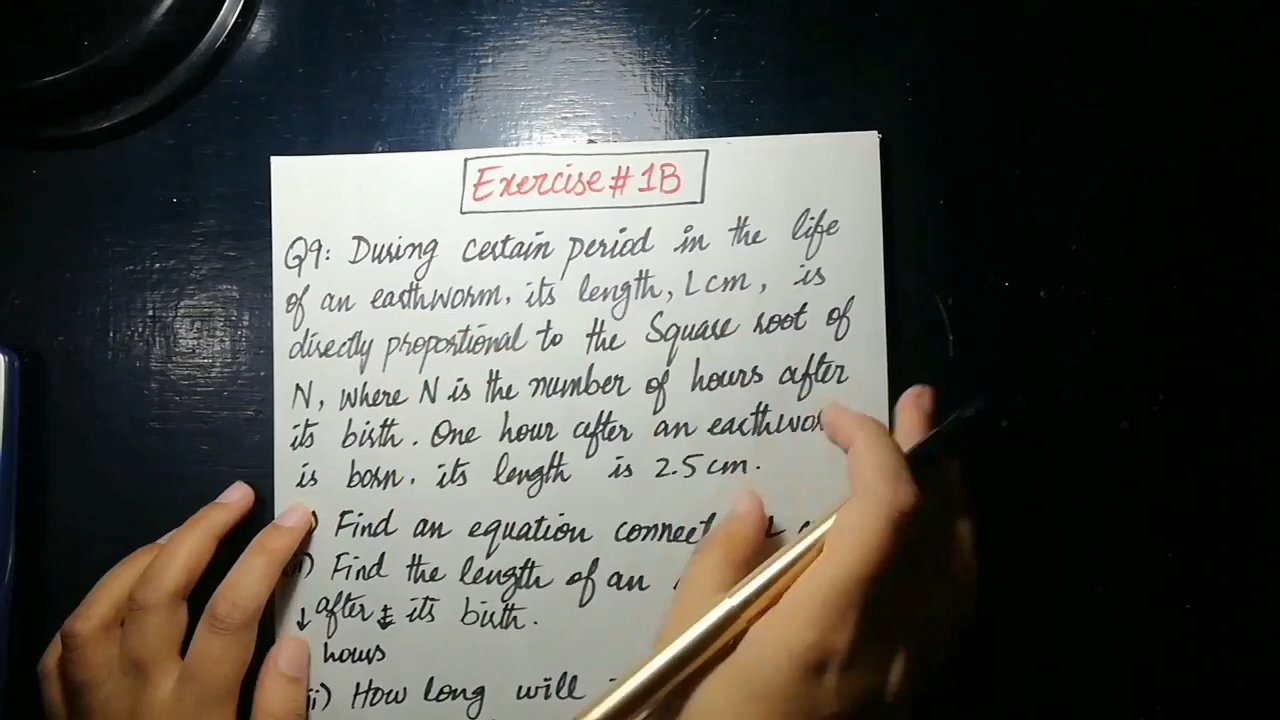 Exercise # 1B
Q9: During certain period in the life
of an earthworm, its length, L cm, is
directly proportional to the Square root of
N, where N is the number of hours after
its birth. One hour after an
is born, its length is 2.5 cm.
Find an equation
ii) Find the length of an
↓ after its birth.
hours
How long will